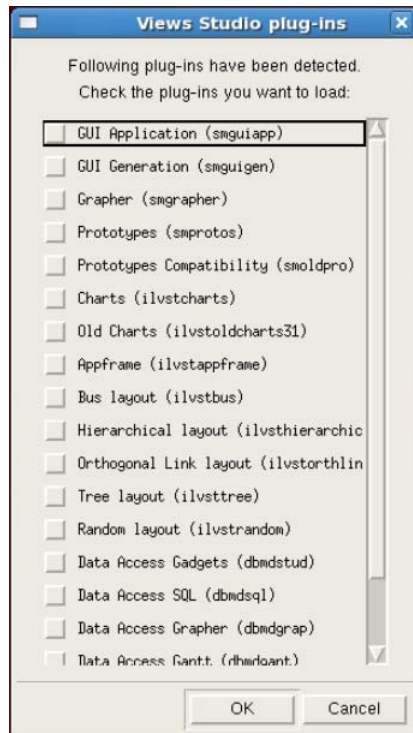 Views Studio plug-ins
Following plug-ins have been detected.
Check the plug-ins you want to load:
GUI Application (smguiapp)
GUI Generation (smguigen)
Grapher (smgrapher)
Prototypes (smprotos)
Prototypes Compatibility (smoldpro)
Charts (ilvstcharts)
Old Charts (ilvstoldcharts31)
Appframe (ilvstappframe)
Bus layout (ilvstbus)
Hierarchical layout (ilvsthierarchic
Orthogonal Link layout (ilvstorthlin
Tree layout (ilvsttree)
Random layout (ilvstrandom)
Data Access Gadgets (dbmdstud)
Data Access SQL (dbmdsql)
Data Access Grapher (dbmdgrap)
Data Access Gantt (dbmdgant)
OK Cancel